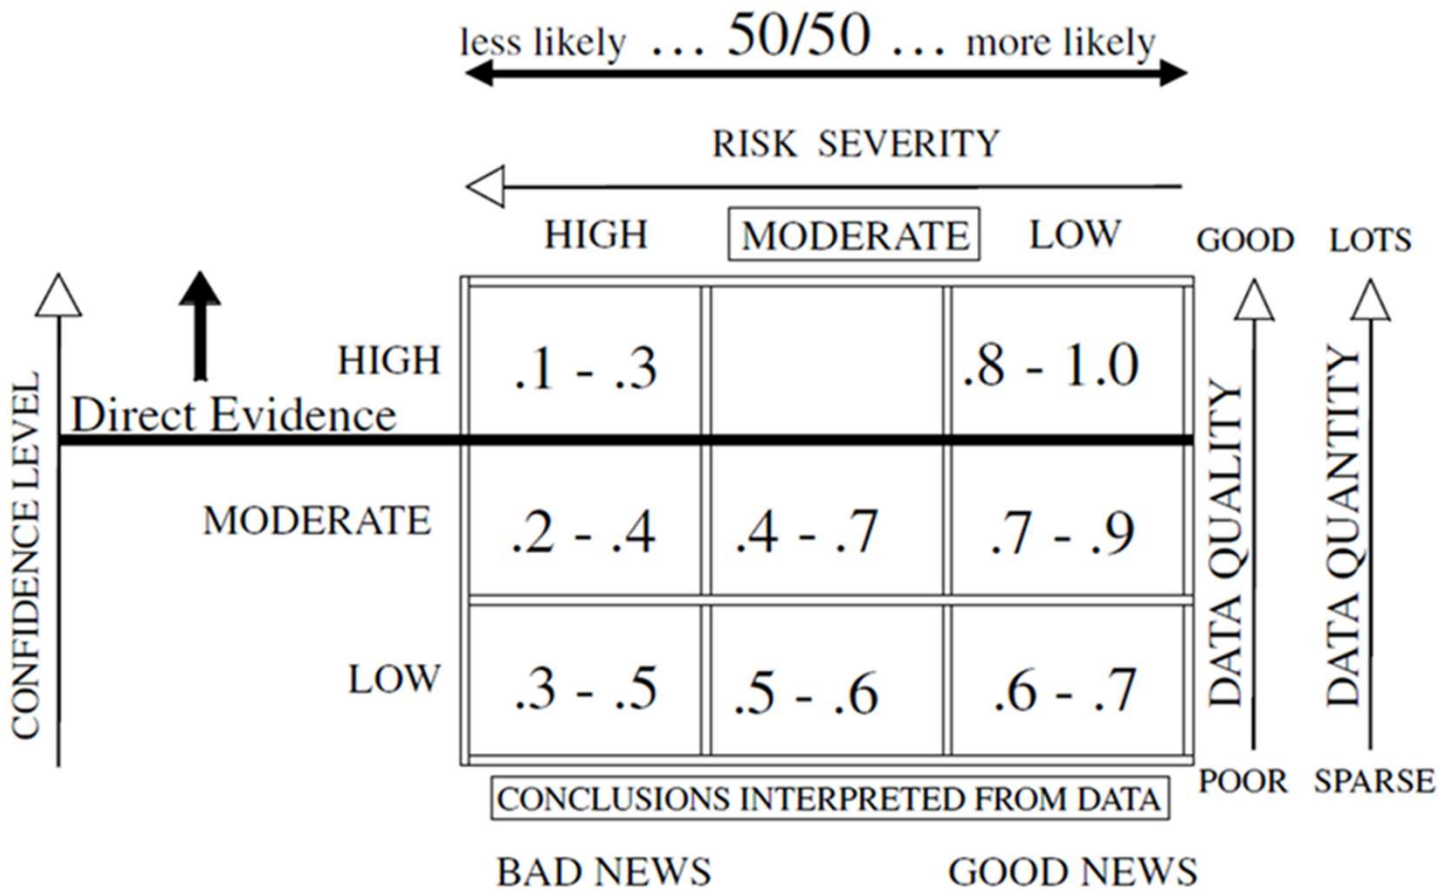 less likely ... 50/50 ... more likely
RISK SEVERITY
HIGH MODERATE LOW GOOD LOTS
CONFIDENCE LEVEL
Direct Evidence
HIGH .1 - .3 .8 - 1.0
MODERATE .2 - .4 .4 - .7 .7 - .9
LOW .3 - .5 .5 - .6 .6 - .7
DATA QUALITY
DATA QUANTITY
POOR SPARSE
CONCLUSIONS INTERPRETED FROM DATA
BAD NEWS GOOD NEWS